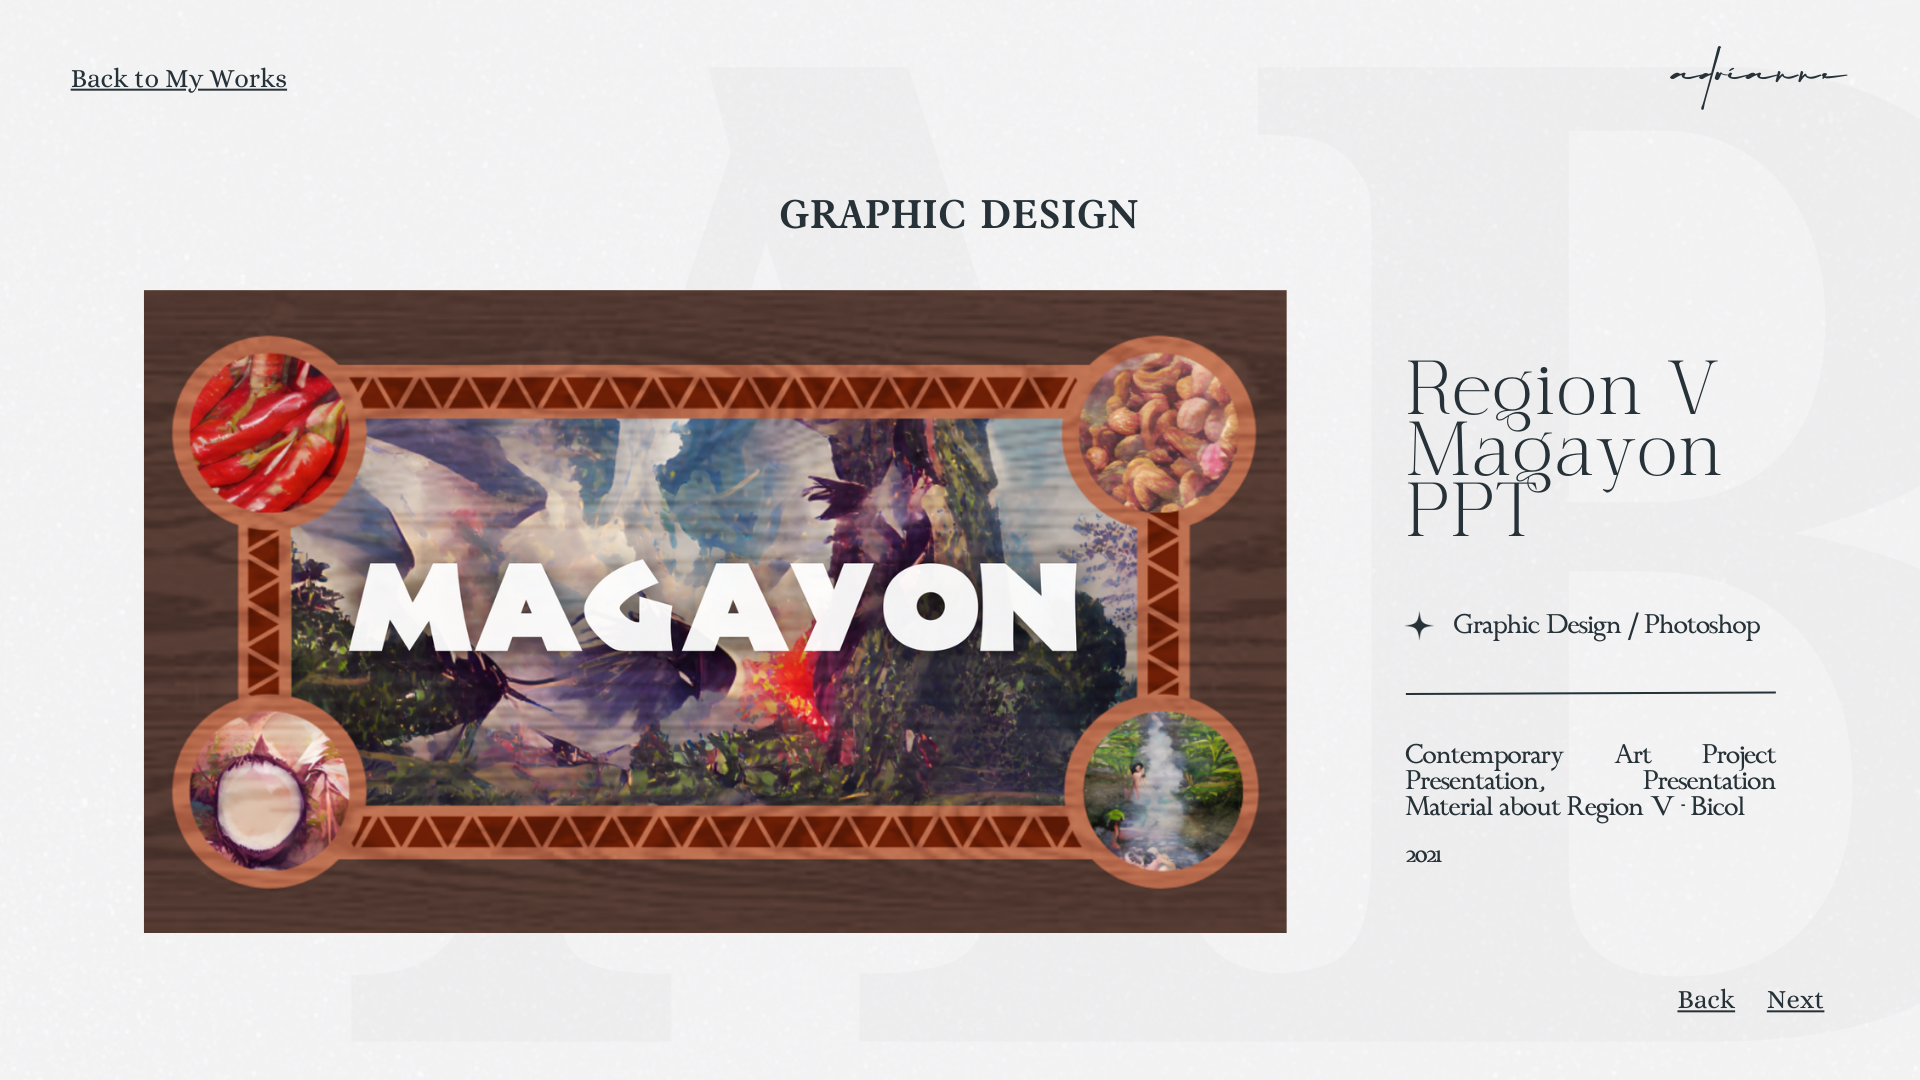 Back to My Works
adrianne
GRAPHIC DESIGN
MAGAYON
Region V
Magayon
PPT
Graphic Design / Photoshop
Contemporary Art Project
Presentation, Presentation
Material about Region V - Bicol
2021
Back Next